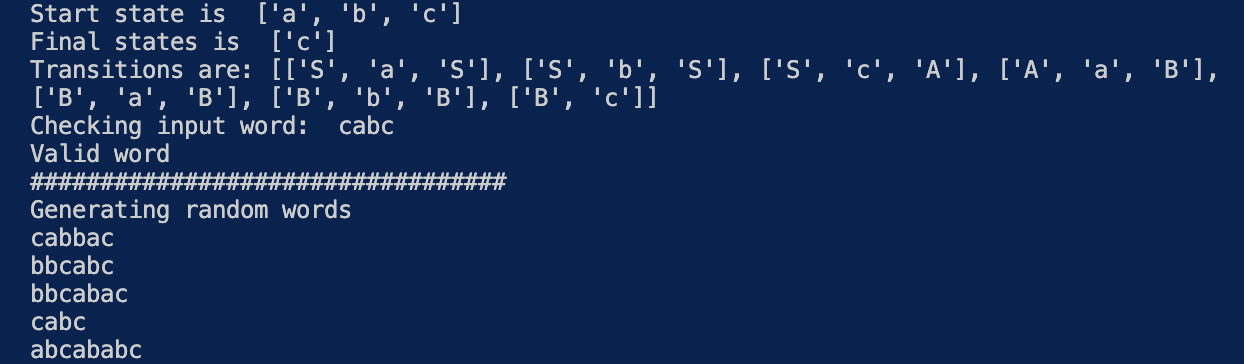 Start state is  ['a', 'b', 'c']
Final states is  ['c']
Transitions are: [['S', 'a', 'S'], ['S', 'b', 'S'], ['S', 'c', 'A'], ['A', 'a', 'B'],
['B', 'a', 'B'], ['B', 'b', 'B'], ['B', 'c']]
Checking input word:  cabc
Valid word
##################################
Generating random words
cabbac
bbcabc
bbcabac
cabc
abcababc